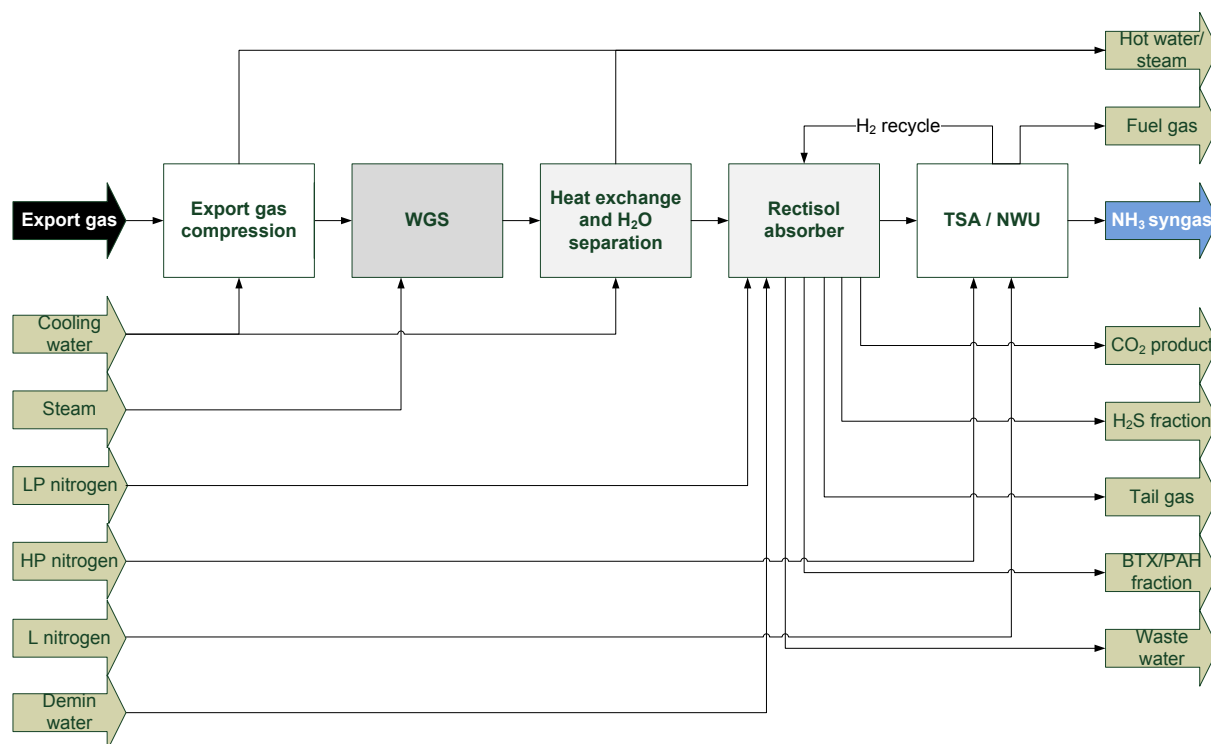 Hot water/
steam
H₂ recycle
Fuel gas
Export gas
Export gas
compression
WGS
Heat exchange
and H₂O
separation
Rectisol
absorber
TSA / NWU
NH₃ syngas
Cooling
water
CO₂ product
Steam
H₂S fraction
LP nitrogen
Tail gas
HP nitrogen
BTX/PAH
fraction
L nitrogen
Waste
water
Demin
water